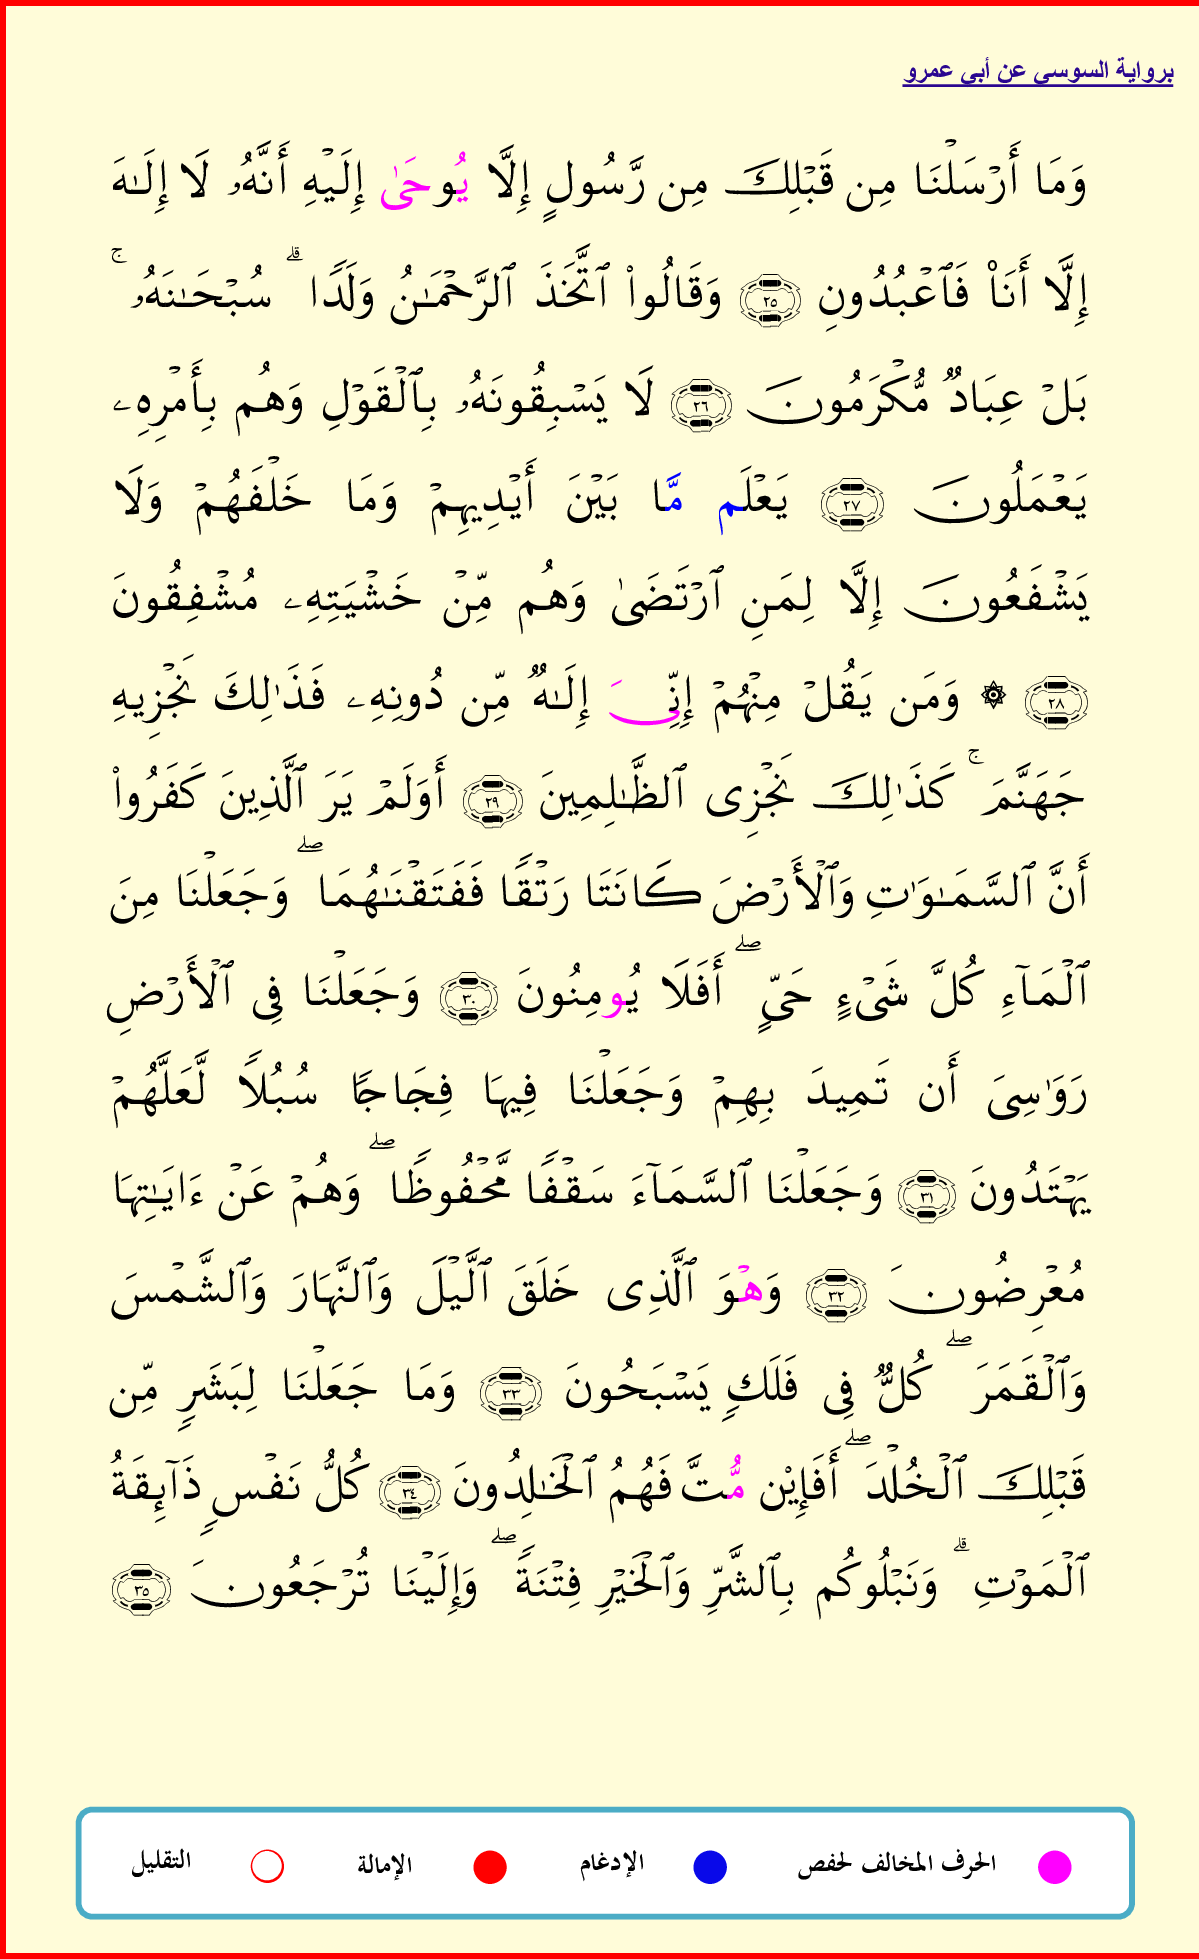 برواية السوسي عن أبي عمرو
وَمَا أَرْسَلْنَا مِن قَبْلِكَ مِن رَّسُولٍ إِلَّا يُوحَىٰ إِلَيْهِ أَنَّهُۥ لَا إِلَـٰهَ
إِلَّا أَنَا۠ فَٱعْبُدُونِ ٢٥ وَقَالُوا۟ ٱتَّخَذَ ٱلرَّحْمَـٰنُ وَلَدًا ۗ سُبْحَـٰنَهُۥ ۚ
بَلْ عِبَادٌ مُّكْرَمُونَ ٢٦ لَا يَسْبِقُونَهُۥ بِٱلْقَوْلِ وَهُم بِأَمْرِهِۦ
يَعْمَلُونَ ٢٧ يَعْلَم مَّا بَيْنَ أَيْدِيهِمْ وَمَا خَلْفَهُمْ وَلَا
يَشْفَعُونَ إِلَّا لِمَنِ ٱرْتَضَىٰ وَهُم مِّنْ خَشْيَتِهِۦ مُشْفِقُونَ
٢٨ ۞ وَمَن يَقُلْ مِنْهُمْ إِنِّىَ إِلَـٰهٌ مِّن دُونِهِۦ فَذَٰلِكَ نَجْزِيهِ
جَهَنَّمَ ۚ كَذَٰلِكَ نَجْزِى ٱلظَّـٰلِمِينَ ٢٩ أَوَلَمْ يَرَ ٱلَّذِينَ كَفَرُوا۟
أَنَّ ٱلسَّمَـٰوَٰتِ وَٱلْأَرْضَ كَانَتَا رَتْقًا فَفَتَقْنَـٰهُمَا ۖ وَجَعَلْنَا مِنَ
ٱلْمَآءِ كُلَّ شَىْءٍ حَىٍّ ۖ أَفَلَا يُومِنُونَ ٣٠ وَجَعَلْنَا فِى ٱلْأَرْضِ
رَوَٰسِىَ أَن تَمِيدَ بِهِمْ وَجَعَلْنَا فِيهَا فِجَاجًا سُبُلًا لَّعَلَّهُمْ
يَهْتَدُونَ ٣١ وَجَعَلْنَا ٱلسَّمَآءَ سَقْفًا مَّحْفُوظًا ۖ وَهُمْ عَنْ ءَايَـٰتِهَا
مُعْرِضُونَ ٣٢ وَهْوَ ٱلَّذِى خَلَقَ ٱلَّيْلَ وَٱلنَّهَارَ وَٱلشَّمْسَ
وَٱلْقَمَرَ ۖ كُلٌّ فِى فَلَكٍ يَسْبَحُونَ ٣٣ وَمَا جَعَلْنَا لِبَشَرٍ مِّن
قَبْلِكَ ٱلْخُلْدَ ۖ أَفَإِي۟ن مُّتَّ فَهُمُ ٱلْخَـٰلِدُونَ ٣٤ كُلُّ نَفْسٍ ذَآئِقَةُ
ٱلْمَوْتِ ۗ وَنَبْلُوكُم بِٱلشَّرِّ وَٱلْخَيْرِ فِتْنَةً ۖ وَإِلَيْنَا تُرْجَعُونَ ٣٥
الحرف المخالف لحفص الإدغام الإمالة التقليل